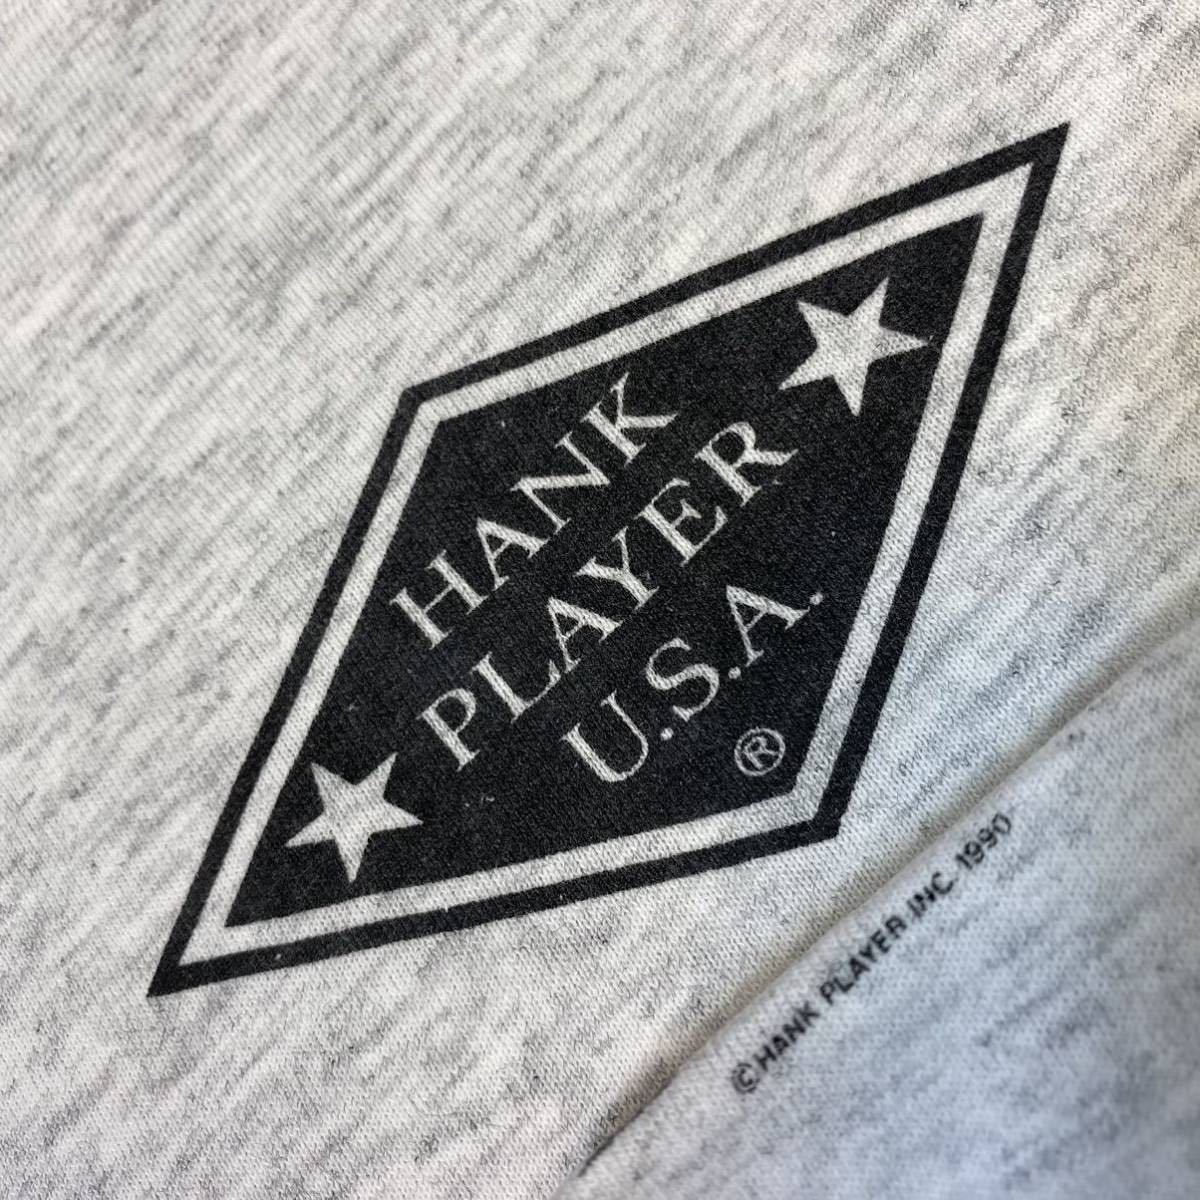 HANK
PLAYER
U.S.A.
®
©HANK PLAYER INC. 1990